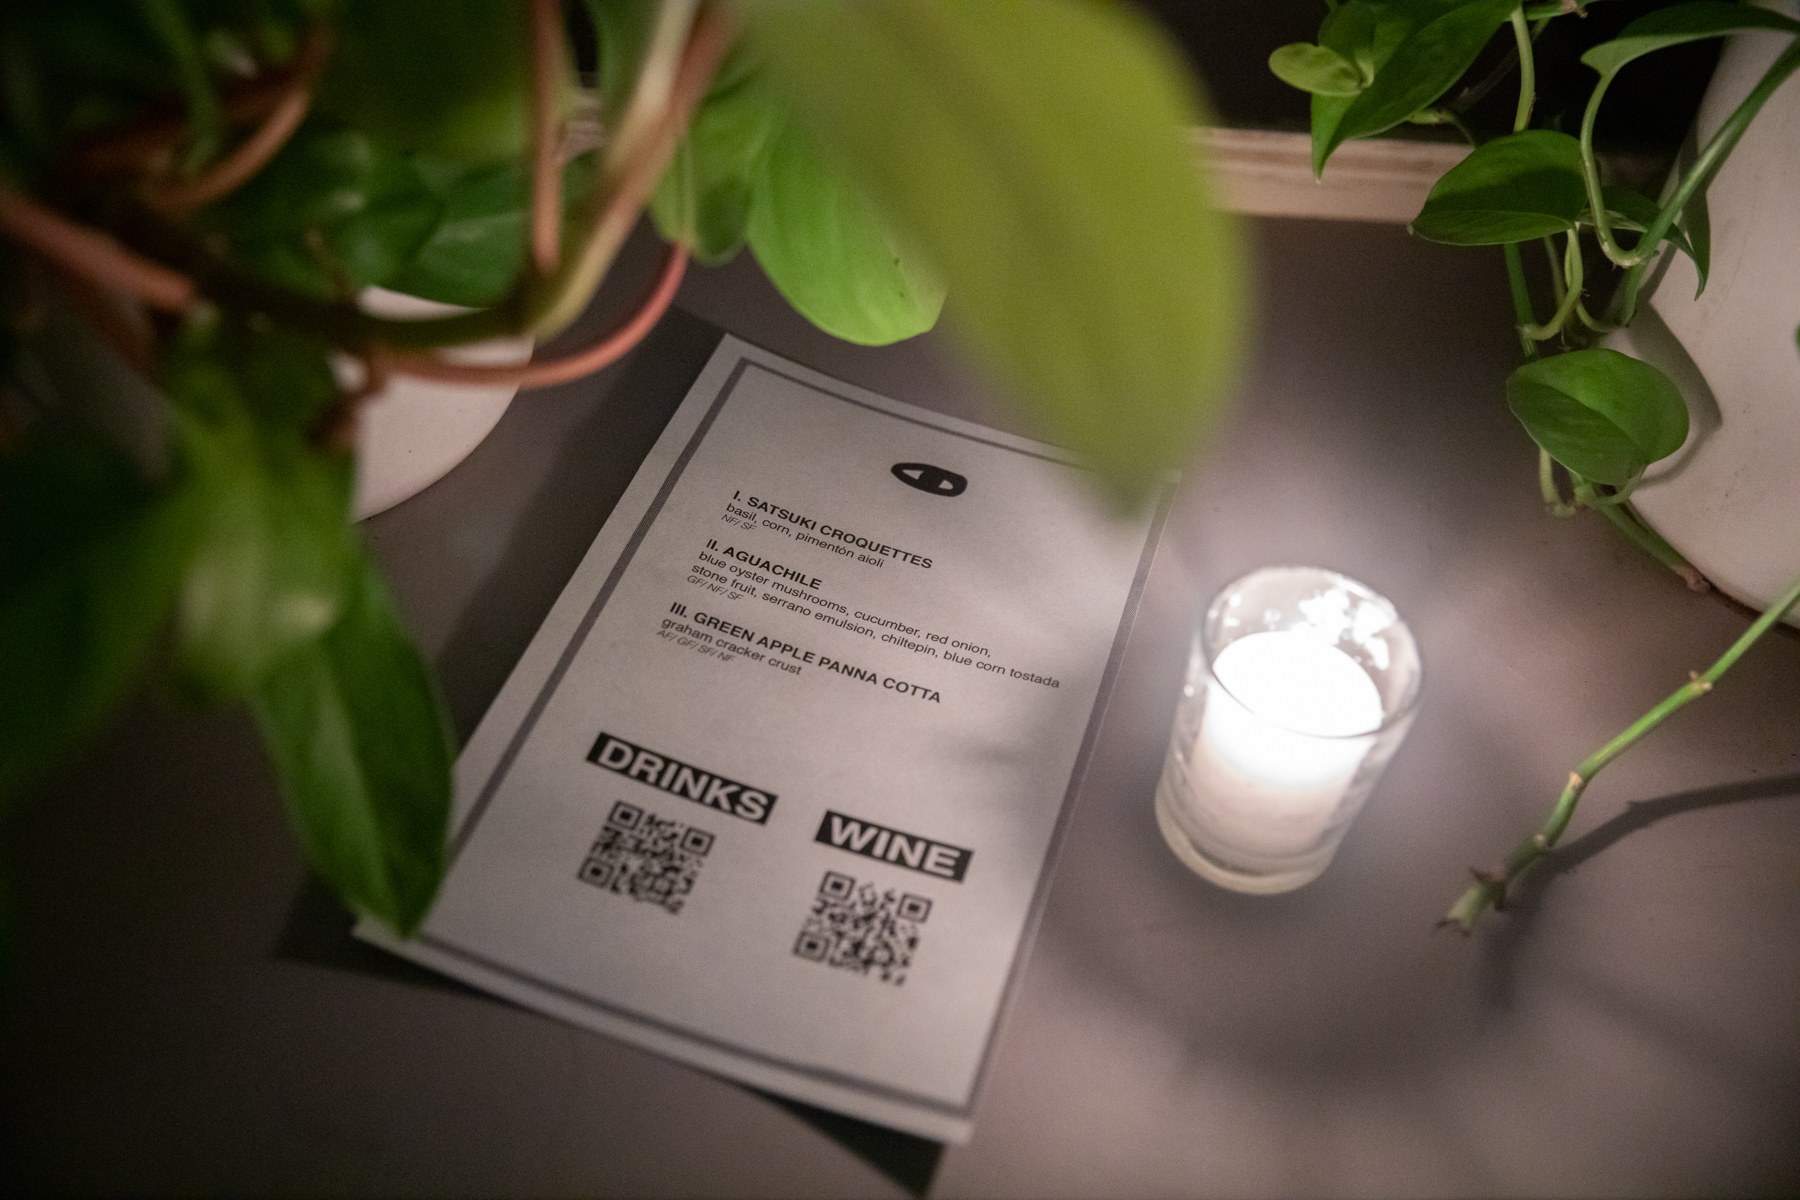 I. SATSUKI CROQUETTES
basil, corn, pimentón aioli
NF/ SF
II. AGUACHILE
blue oyster mushrooms, cucumber, red onion,
stone fruit, serrano emulsion, chiltepin, blue corn tostada
GF/ NF/ SF
III. GREEN APPLE PANNA COTTA
graham cracker crust
AF/ GF/ SF/ NF
DRINKS
WINE